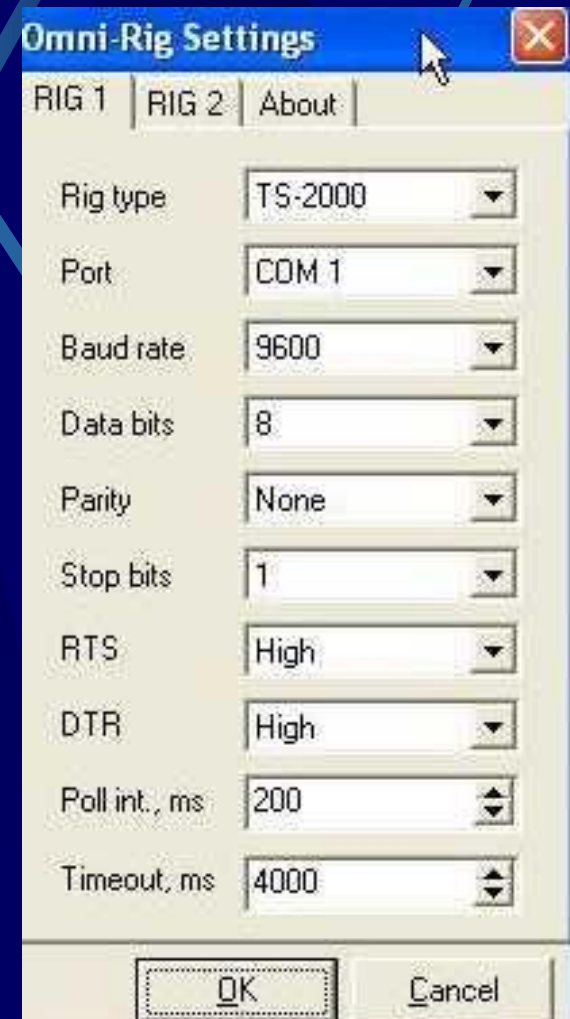 Omni-Rig Settings
RIG 1 RIG 2 About
Rig type TS-2000
Port COM 1
Baud rate 9600
Data bits 8
Parity None
Stop bits 1
RTS High
DTR High
Poll int., ms 200
Timeout, ms 4000
OK Cancel